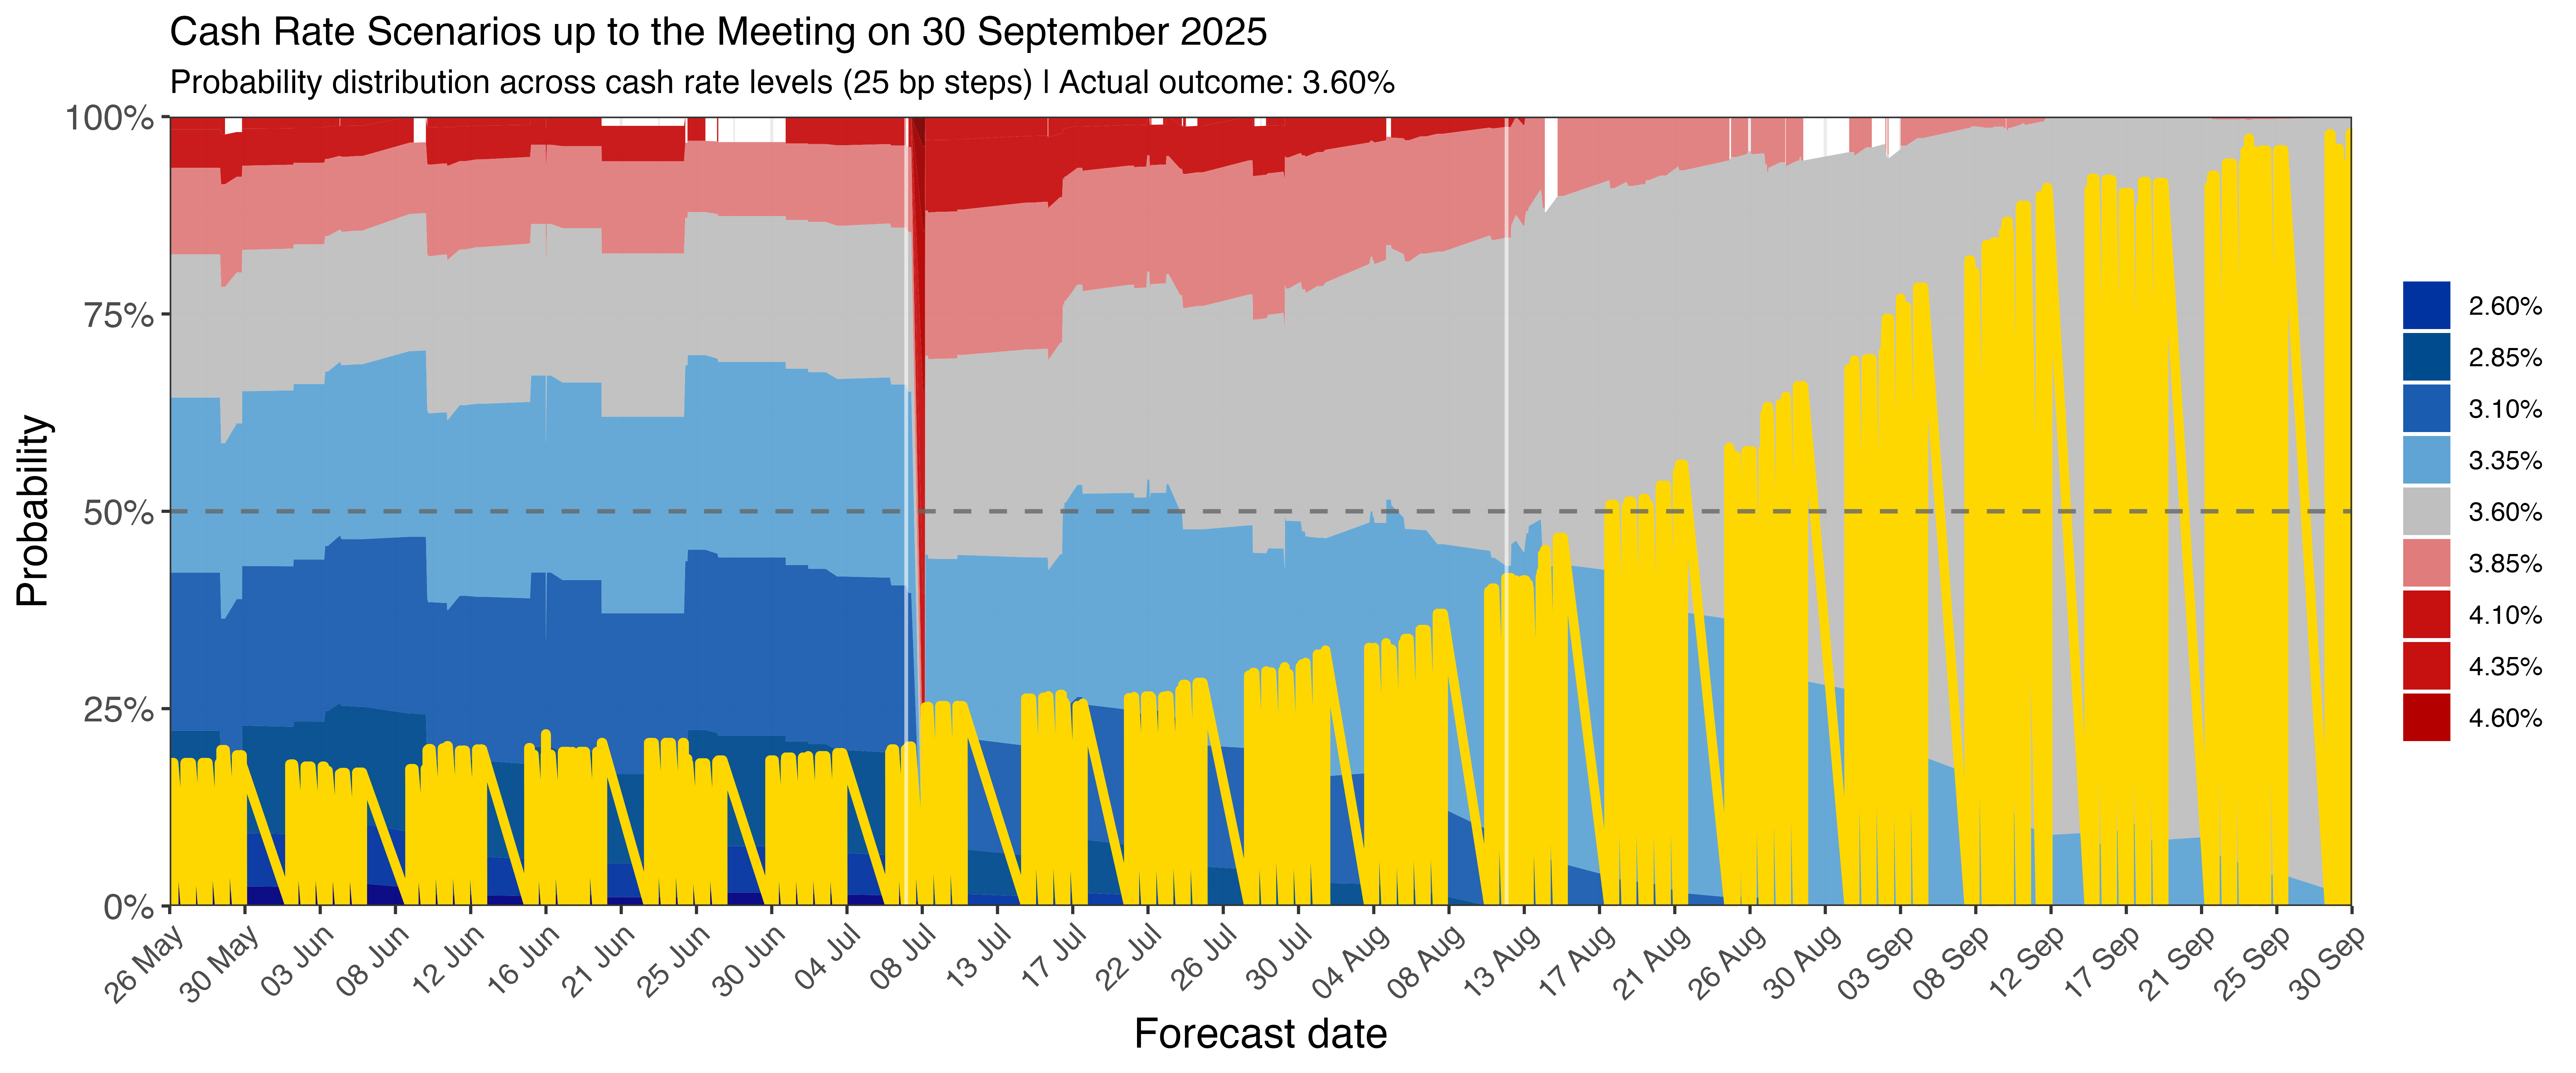 Cash Rate Scenarios up to the Meeting on 30 September 2025
Probability distribution across cash rate levels (25 bp steps) | Actual outcome: 3.60%
Probability
100%
75%
50%
25%
0%
26 May
30 May
03 Jun
08 Jun
12 Jun
16 Jun
21 Jun
25 Jun
30 Jun
04 Jul
08 Jul
13 Jul
17 Jul
22 Jul
26 Jul
30 Jul
04 Aug
08 Aug
13 Aug
17 Aug
21 Aug
26 Aug
30 Aug
03 Sep
08 Sep
12 Sep
17 Sep
21 Sep
25 Sep
30 Sep
Forecast date
2.60%
2.85%
3.10%
3.35%
3.60%
3.85%
4.10%
4.35%
4.60%